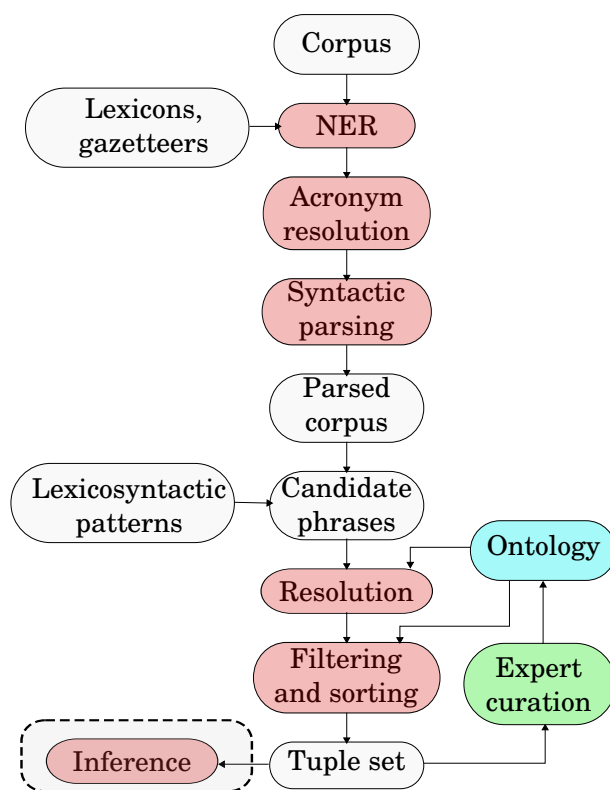 Corpus
Lexicons,
gazetteers
NER
Acronym
resolution
Syntactic
parsing
Parsed
corpus
Lexicosyntactic
patterns
Candidate
phrases
Ontology
Resolution
Filtering
and sorting
Expert
curation
Inference
Tuple set